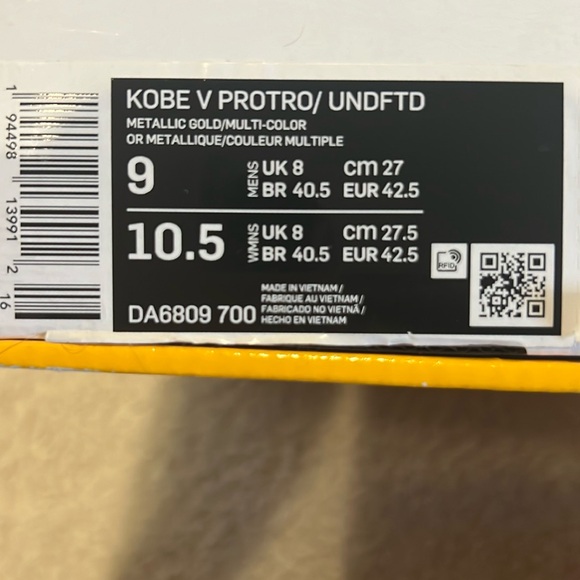 KOBE V PROTRO/ UNDFTD
METALLIC GOLD/MULTI-COLOR
OR METALLIQUE/COULEUR MULTIPLE
9 MENS UK 8 cm 27
BR 40.5 EUR 42.5
10.5 WMNS UK 8 cm 27.5
BR 40.5 EUR 42.5
RFID
MADE IN VIETNAM /
FABRIQUE AU VIETNAM /
FABRICADO NO VIETNÃ /
HECHO EN VIETNAM
DA6809 700
1 94498 13991 2 16